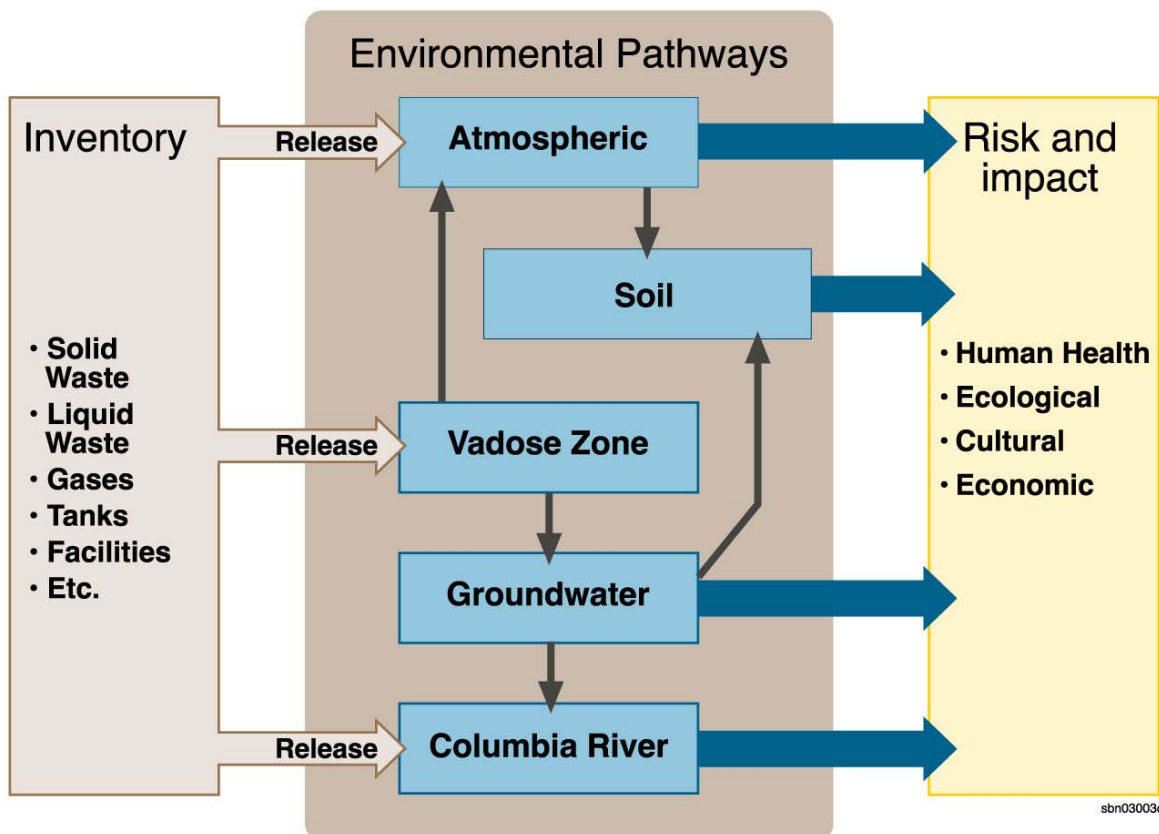 Environmental Pathways
Inventory
Release
Atmospheric
Risk and
impact
Soil
• Solid
Waste
• Liquid
Waste
• Gases
• Tanks
• Facilities
• Etc.
Release
Vadose Zone
• Human Health
• Ecological
• Cultural
• Economic
Groundwater
Release
Columbia River